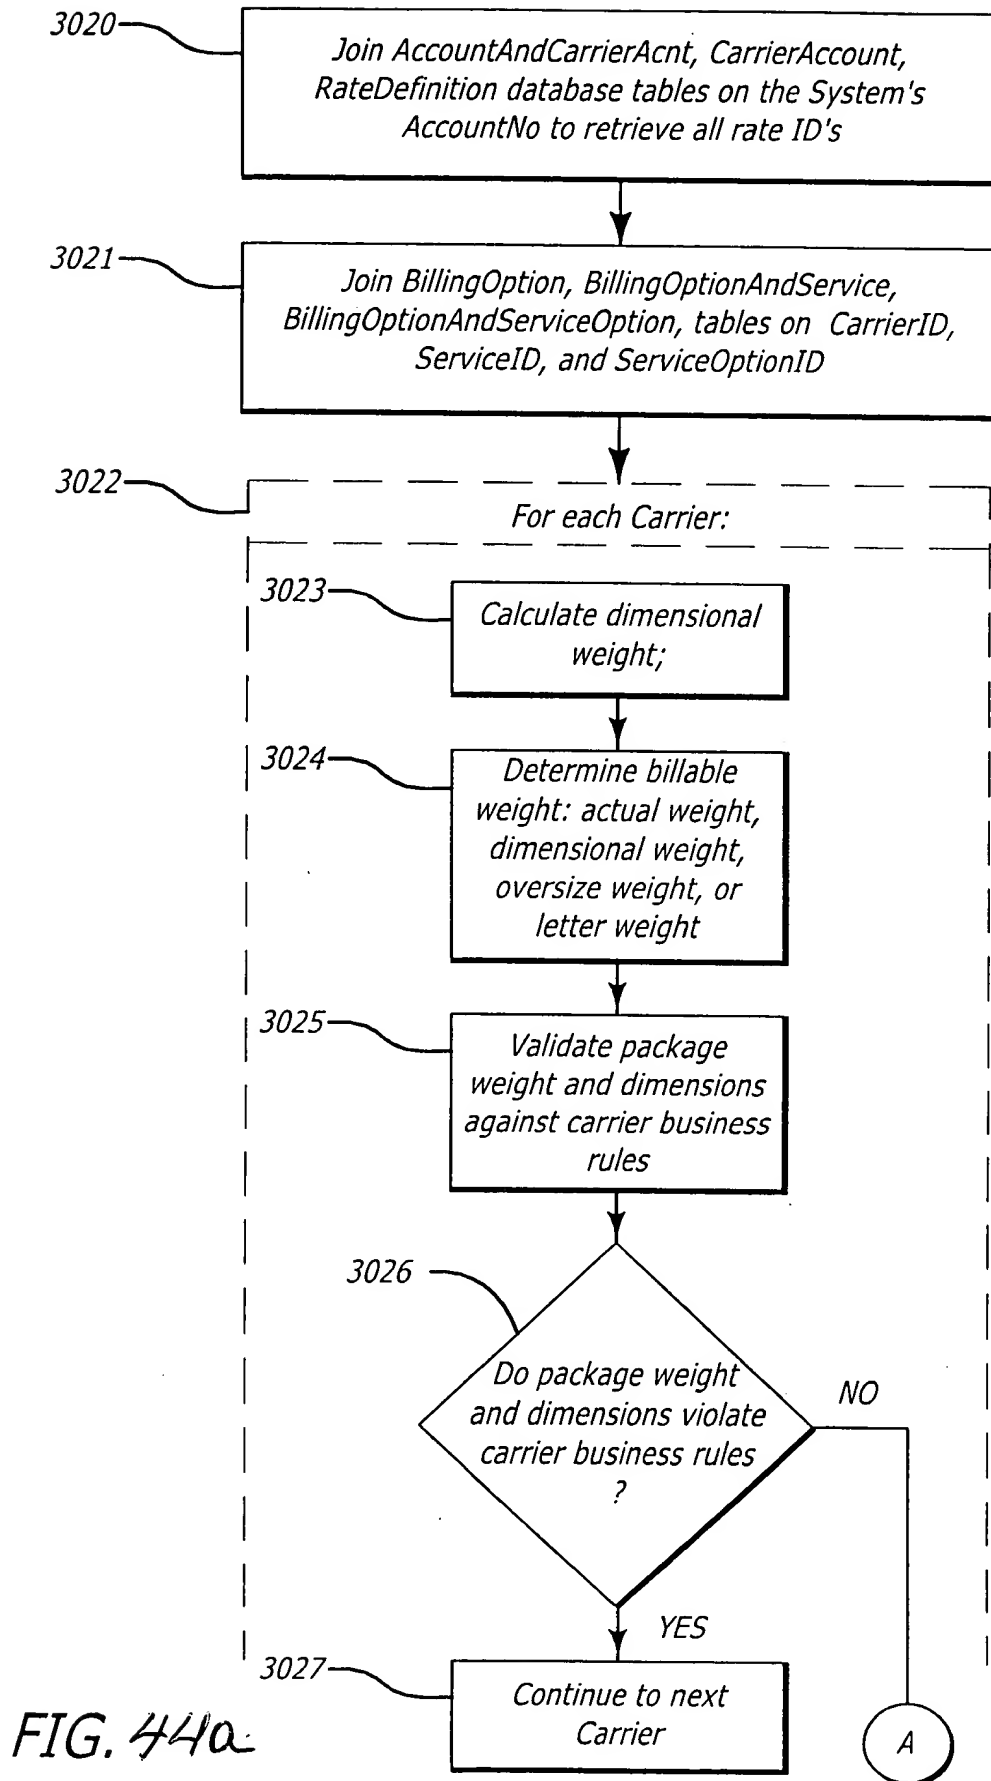 3020
Join AccountAndCarrierAcnt, CarrierAccount,
RateDefinition database tables on the System's
AccountNo to retrieve all rate ID's
3021
Join BillingOption, BillingOptionAndService,
BillingOptionAndServiceOption, tables on CarrierID,
ServiceID, and ServiceOptionID
3022
For each Carrier:
3023
Calculate dimensional
weight;
3024
Determine billable
weight: actual weight,
dimensional weight,
oversize weight, or
letter weight
3025
Validate package
weight and dimensions
against carrier business
rules
3026
Do package weight
and dimensions violate
carrier business rules
?
NO
YES
3027
Continue to next
Carrier
A
FIG. 44a